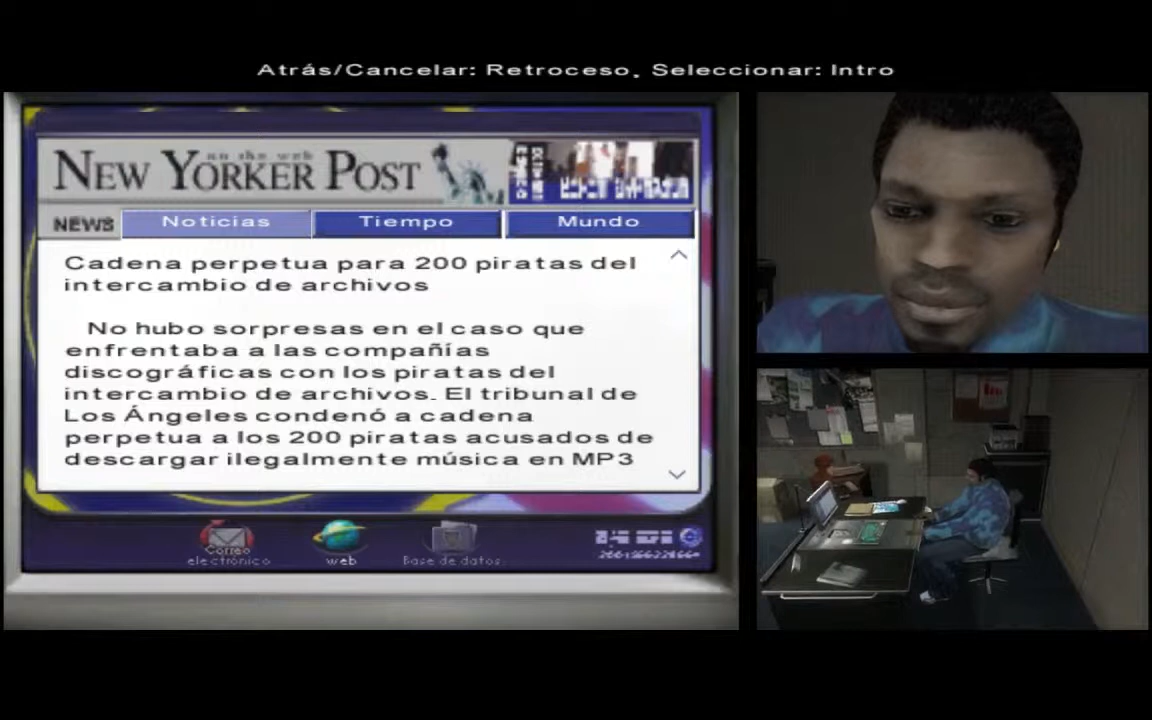 Atrás/Cancelar: Retroceso, Seleccionar: Intro
on the web
NEW YORKER POST
NEWS
Noticias
Tiempo
Mundo
Cadena perpetua para 200 piratas del
intercambio de archivos
No hubo sorpresas en el caso que
enfrentaba a las compañías
discográficas con los piratas del
intercambio de archivos. El tribunal de
Los Ángeles condenó a cadena
perpetua a los 200 piratas acusados de
descargar ilegalmente música en MP3
Correo
electrónico
web
Base de datos